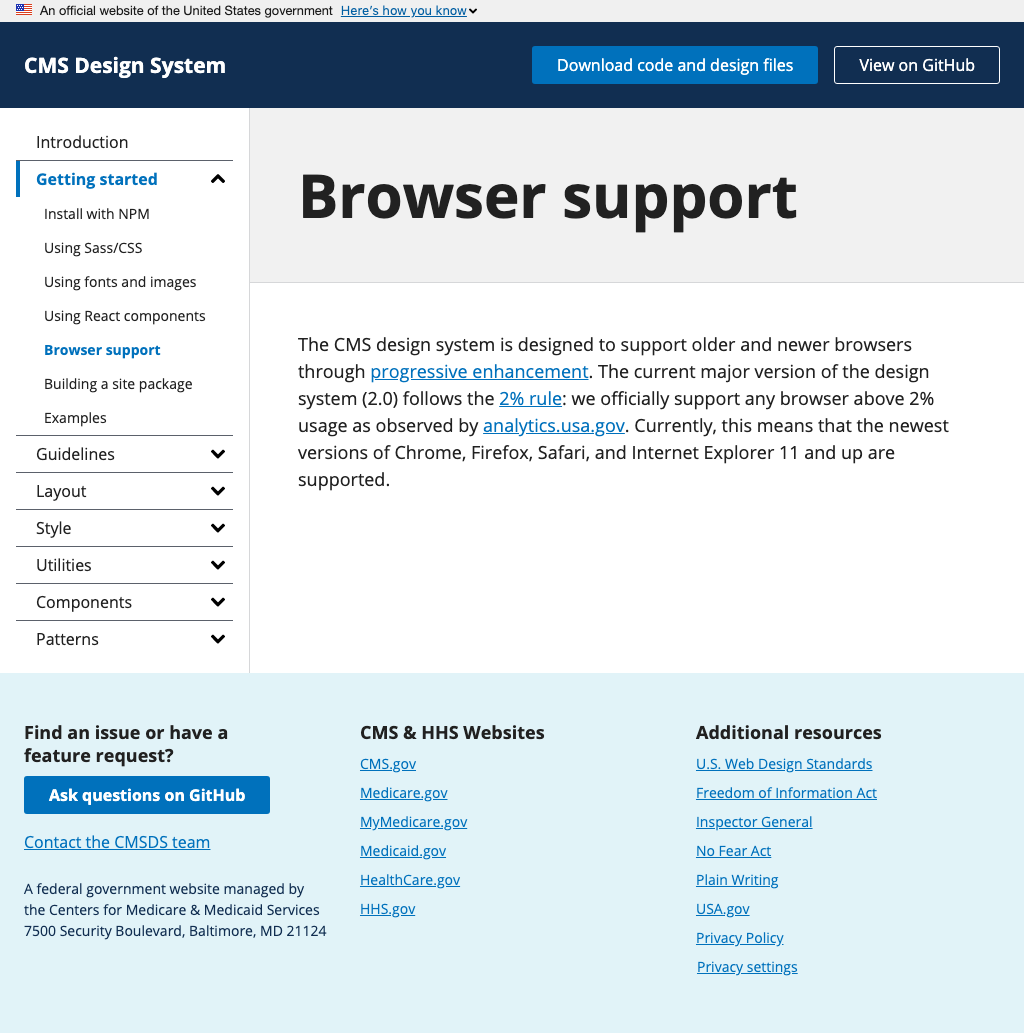 An official website of the United States government Here's how you know
CMS Design System
Download code and design files
View on GitHub
Introduction
Getting started
Install with NPM
Using Sass/CSS
Using fonts and images
Using React components
Browser support
Building a site package
Examples
Guidelines
Layout
Style
Utilities
Components
Patterns
Browser support
The CMS design system is designed to support older and newer browsers
through progressive enhancement. The current major version of the design
system (2.0) follows the 2% rule: we officially support any browser above 2%
usage as observed by analytics.usa.gov. Currently, this means that the newest
versions of Chrome, Firefox, Safari, and Internet Explorer 11 and up are
supported.
Find an issue or have a
feature request?
Ask questions on GitHub
Contact the CMSDS team
A federal government website managed by
the Centers for Medicare & Medicaid Services
7500 Security Boulevard, Baltimore, MD 21124
CMS & HHS Websites
CMS.gov
Medicare.gov
MyMedicare.gov
Medicaid.gov
HealthCare.gov
HHS.gov
Additional resources
U.S. Web Design Standards
Freedom of Information Act
Inspector General
No Fear Act
Plain Writing
USA.gov
Privacy Policy
Privacy settings